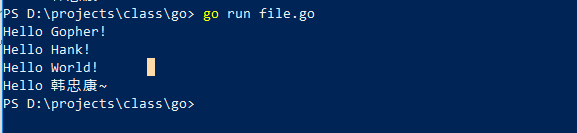 PS D:\projects\class\go> go run file.go
Hello Gopher!
Hello Hank!
Hello World!
Hello 韩忠康~
PS D:\projects\class\go>